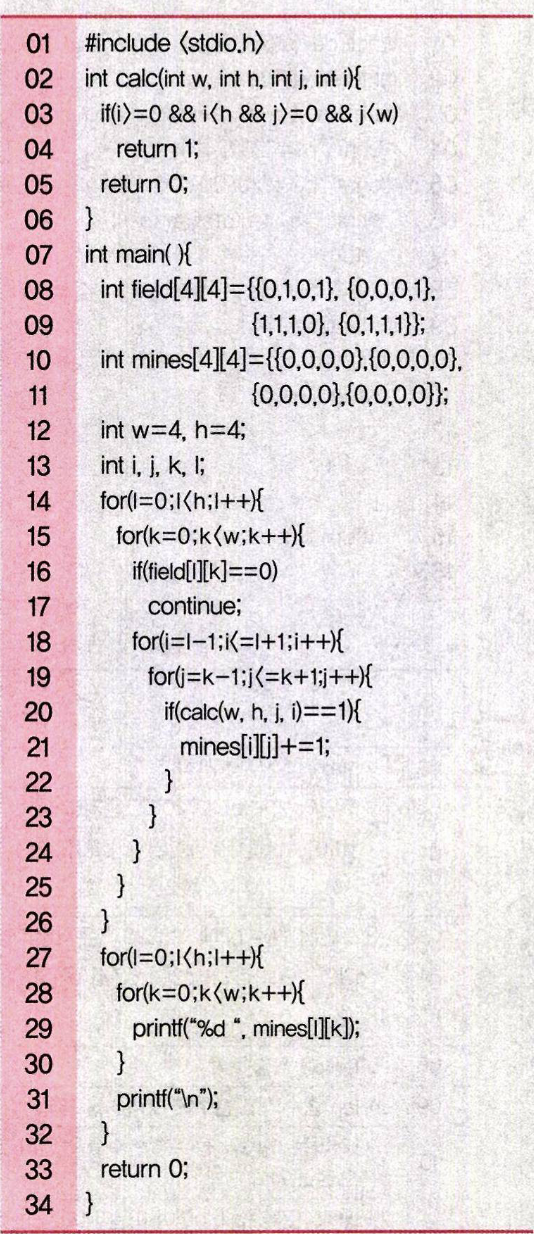 01 #include 〈stdio.h〉
02 int calc(int w, int h, int j, int i){
03 if(i〉=0 && i〈h && j〉=0 && j〈w)
04 return 1;
05 return 0;
06 }
07 int main( ){
08 int field[4][4]={{0,1,0,1}, {0,0,0,1},
09 {1,1,1,0}, {0,1,1,1}};
10 int mines[4][4]={{0,0,0,0},{0,0,0,0},
11 {0,0,0,0},{0,0,0,0}};
12 int w=4, h=4;
13 int i, j, k, l;
14 for(l=0;l〈h;l++){
15 for(k=0;k〈w;k++){
16 if(field[l][k]==0)
17 continue;
18 for(i=l−1;i〈=l+1;i++){
19 for(j=k−1;j〈=k+1;j++){
20 if(calc(w, h, j, i)==1){
21 mines[i][j]+=1;
22 }
23 }
24 }
25 }
26 }
27 for(l=0;l〈h;l++){
28 for(k=0;k〈w;k++){
29 printf(“%d “, mines[l][k]);
30 }
31 printf(“\n”);
32 }
33 return 0;
34 }